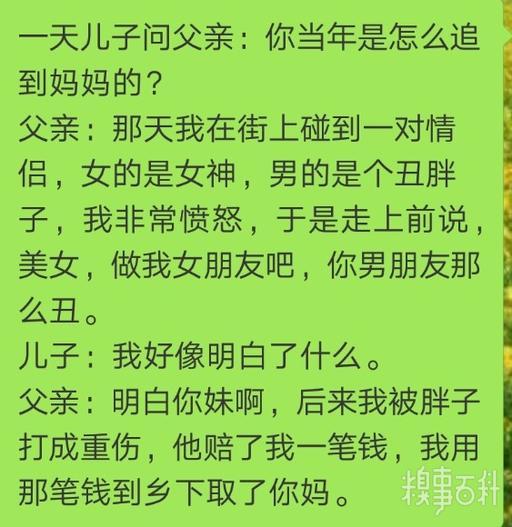 一天儿子问父亲：你当年是怎么追
到妈妈的？
父亲：那天我在街上碰到一对情
侣，女的是女神，男的是个丑胖
子，我非常愤怒，于是走上前说，
美女，做我女朋友吧，你男朋友那
么丑。
儿子：我好像明白了什么。
父亲：明白你妹啊，后来我被胖子
打成重伤，他赔了我一笔钱，我用
那笔钱到乡下取了你妈。
糗事百科